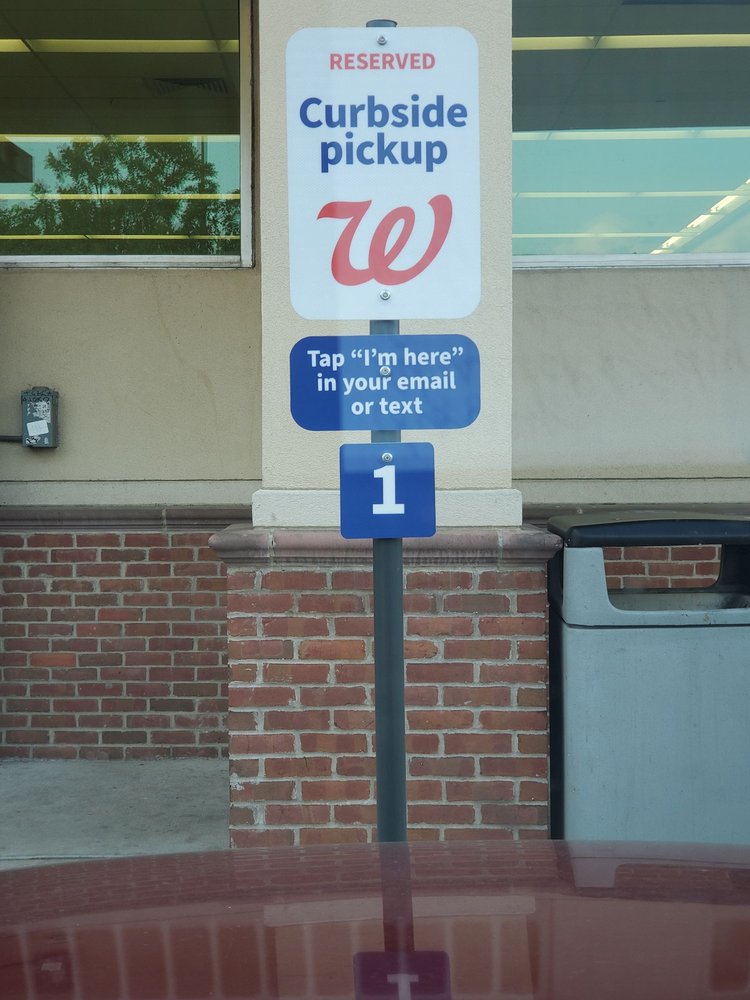 RESERVED
Curbside
pickup
W
Tap “I’m here”
in your email
or text
1